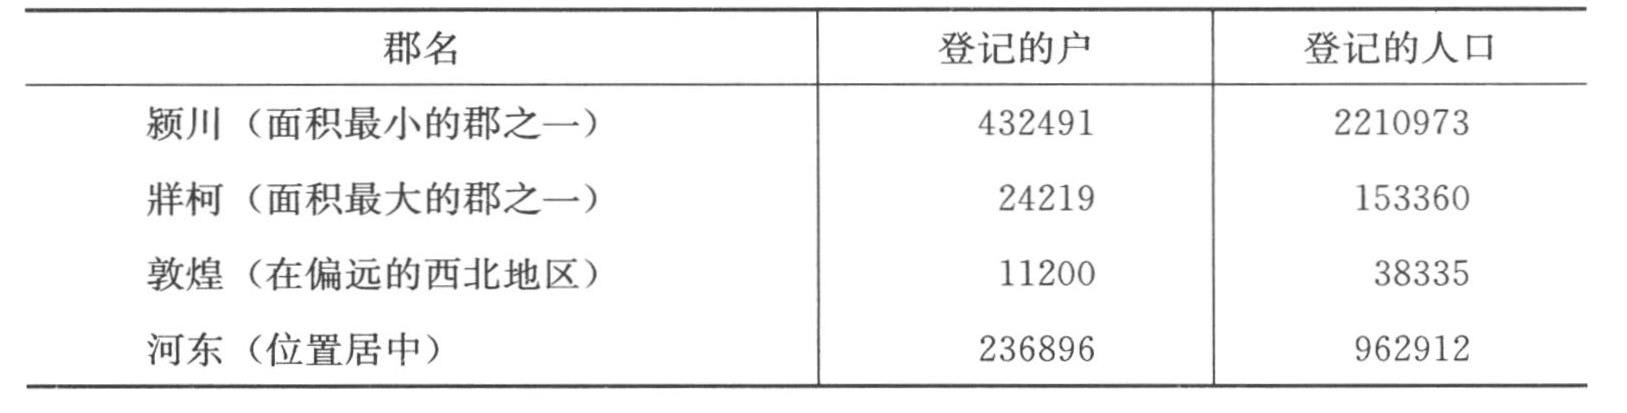 郡名 登记的户 登记的人口
颍川（面积最小的郡之一） 432491 2210973
牂柯（面积最大的郡之一） 24219 153360
敦煌（在偏远的西北地区） 11200 38335
河东（位置居中） 236896 962912